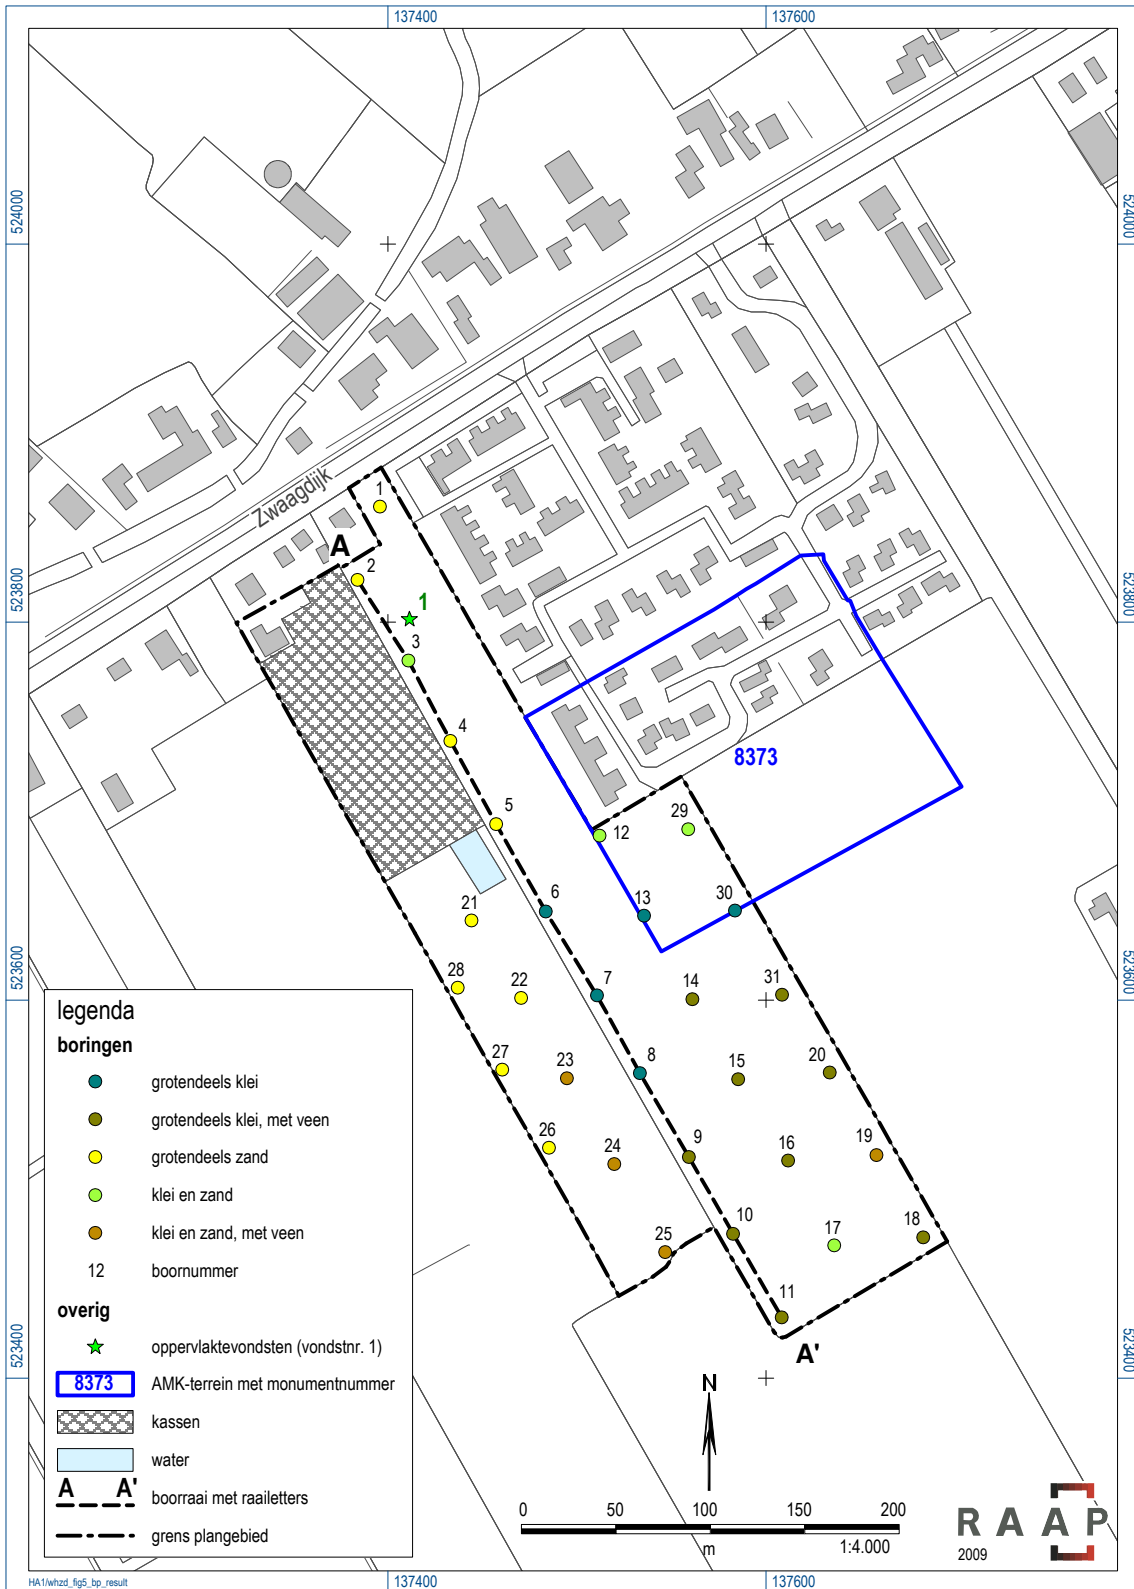 137400
137600
524000
524000
Zwaagdijk
1
A
2
1
3
523800
523800
4
8373
5
29
12
6
13
30
21
28
22
7
14
31
523600
523600
27
23
8
15
20
26
24
9
16
19
25
10
17
18
11
A'
523400
523400
legenda
boringen
grotendeels klei
grotendeels klei, met veen
grotendeels zand
klei en zand
klei en zand, met veen
12 boornummer
overig
oppervlaktevondsten (vondstnr. 1)
8373 AMK-terrein met monumentnummer
kassen
water
A A' boorraai met raailetters
grens plangebied
N
0 50 100 150 200
m 1:4.000
RAAP
2009
HA1/whzd_fig5_bp_result
137400
137600